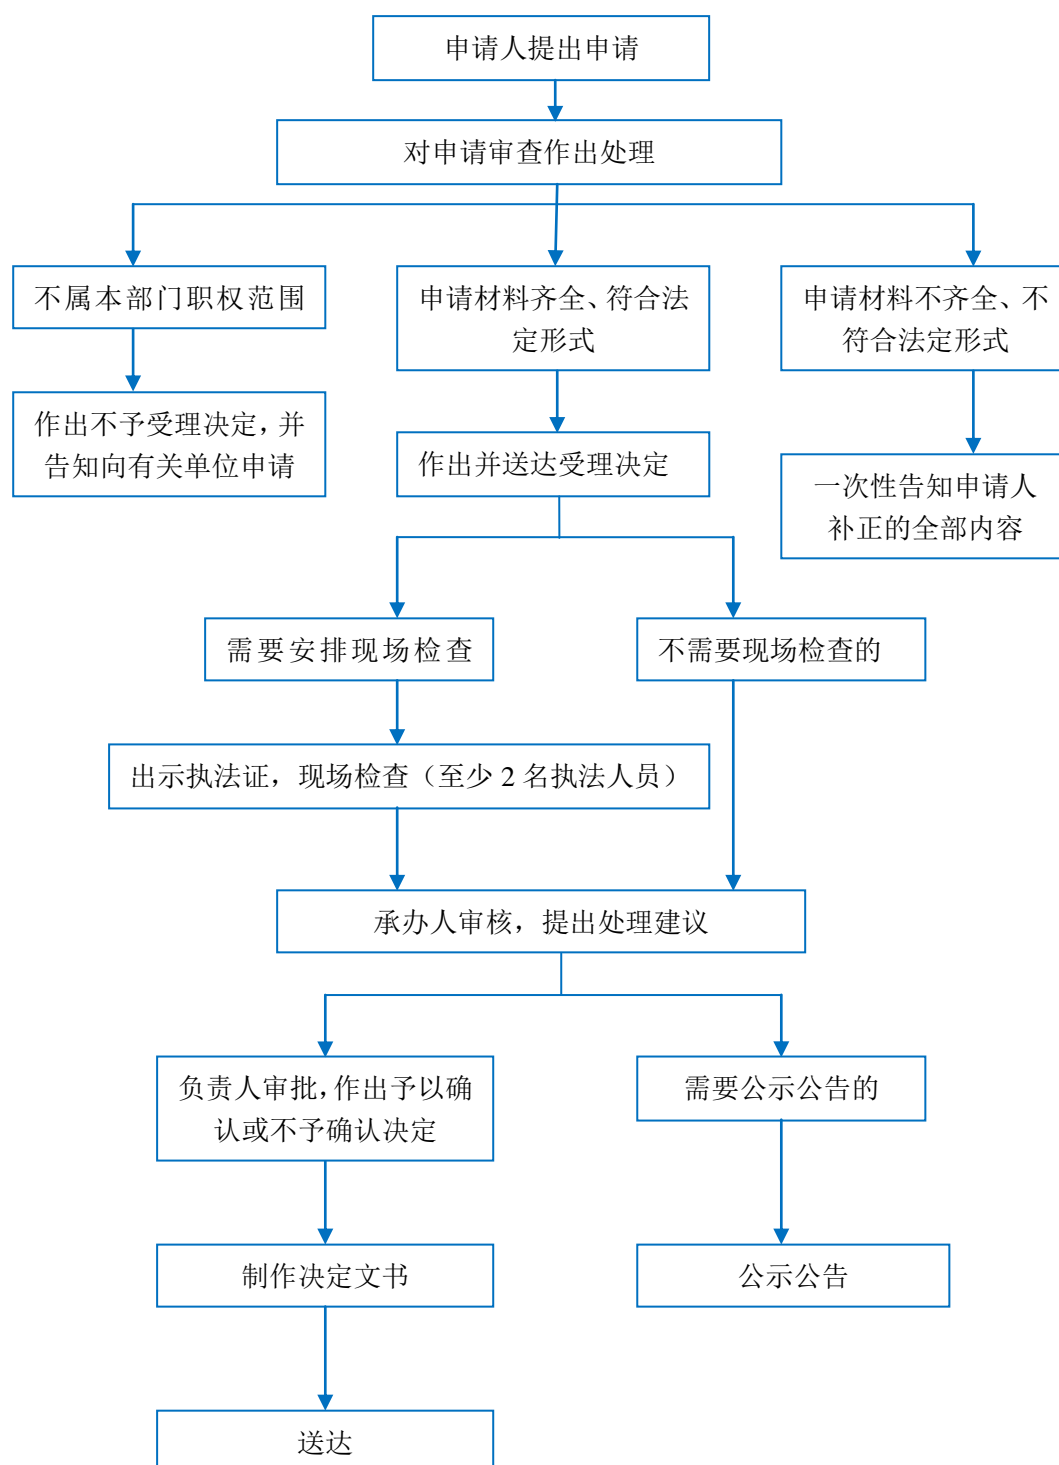 申请人提出申请
对申请审查作出处理
不属本部门职权范围
申请材料齐全、符合法
定形式
申请材料不齐全、不
符合法定形式
作出不予受理决定，并
告知向有关单位申请
作出并送达受理决定
一次性告知申请人
补正的全部内容
需要安排现场检查
不需要现场检查的
出示执法证，现场检查（至少 2 名执法人员）
承办人审核，提出处理建议
负责人审批，作出予以确
认或不予确认决定
需要公示公告的
制作决定文书
公示公告
送达